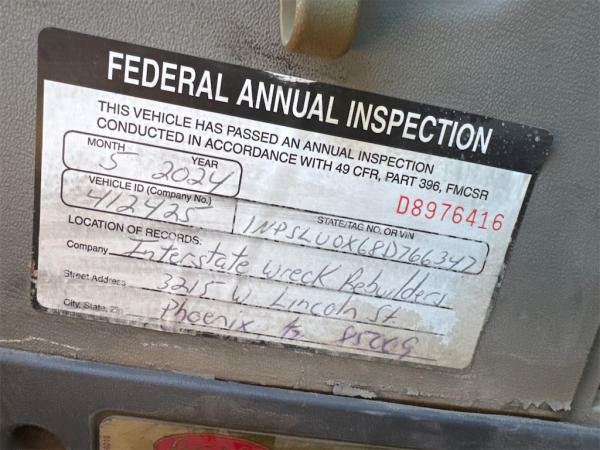 FEDERAL ANNUAL INSPECTION
THIS VEHICLE HAS PASSED AN ANNUAL INSPECTION
CONDUCTED IN ACCORDANCE WITH 49 CFR, PART 396, FMCSR
MONTH YEAR
5 2024
D8976416
VEHICLE ID (Company No.) STATE/TAG NO. OR VIN
412425 1NPSLU0X68D766347
LOCATION OF RECORDS:
Company Interstate Wreck Rebuilders
Street Address 3215 W Lincoln St
City, State, Phoenix 85009